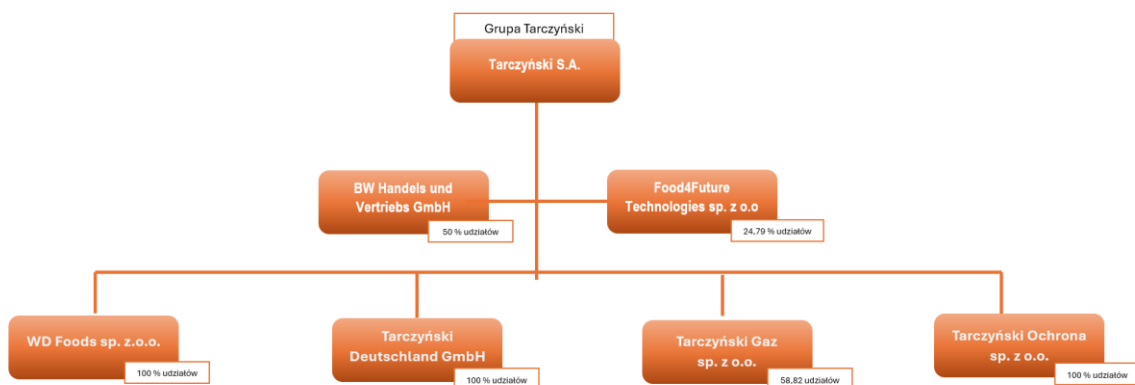 Grupa Tarczyński
Tarczyński S.A.
BW Handels und
Vertriebs GmbH
50 % udziałów
Food4Future
Technologies sp. z o.o
24,79 % udziałów
WD Foods sp. z.o.o.
100 % udziałów
Tarczyński
Deutschland GmbH
100 % udziałów
Tarczyński Gaz
sp. z o.o.
58,82 % udziałów
Tarczyński Ochrona
sp. z o.o.
100 % udziałów